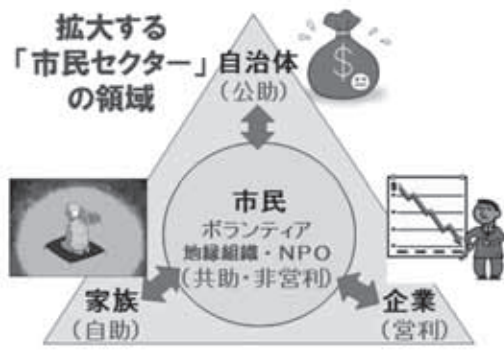 拡大する
「市民セクター」
の領域
自治体
（公助）
$
市民
ボランティア
地縁組織・NPO
（共助・非営利）
家族
（自助）
企業
（営利）